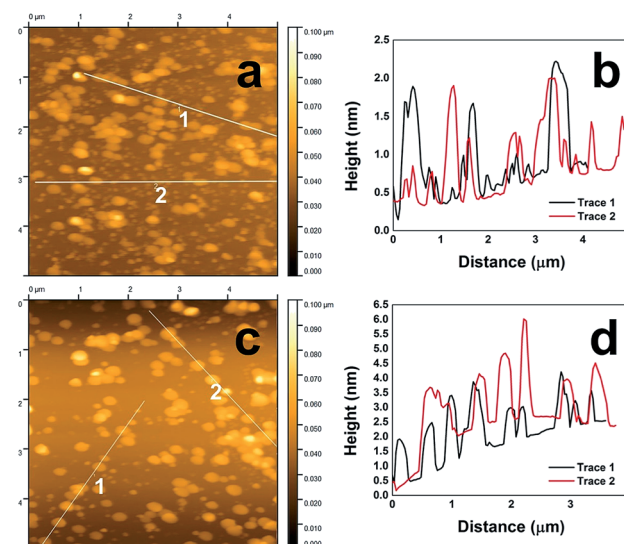 0 µm 1 2 3 4
0.100 µm
0.080
0.070
0.060
0.050
0.040
0.030
0.020
0.010
0.000
0
1
2
3
4
a
1
2
b
2.5
2.0
1.5
1.0
0.5
0.0
Height (nm)
0 1 2 3 4
Distance (µm)
Trace 1
Trace 2
0 µm 1 2 3 4
0.100 µm
0.080
0.070
0.060
0.050
0.040
0.030
0.020
0.010
0.000
0
1
2
3
4
c
2
1
d
6.5
6.0
5.5
5.0
4.5
4.0
3.5
3.0
2.5
2.0
1.5
1.0
0.5
0.0
Height (nm)
0 1 2 3
Distance (µm)
Trace 1
Trace 2